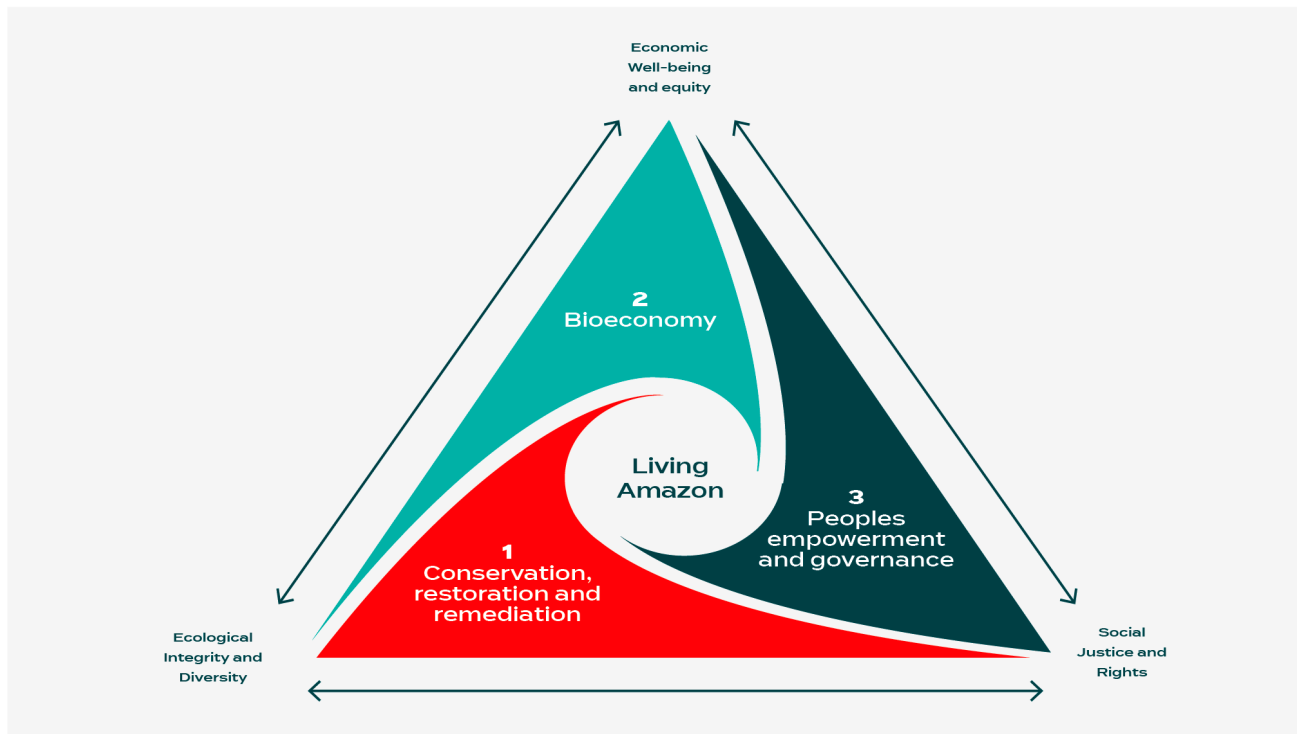 Economic
Well-being
and equity
2
Bioeconomy
Living
Amazon
3
Peoples
empowerment
and governance
1
Conservation,
restoration and
remediation
Ecological
Integrity and
Diversity
Social
Justice and
Rights